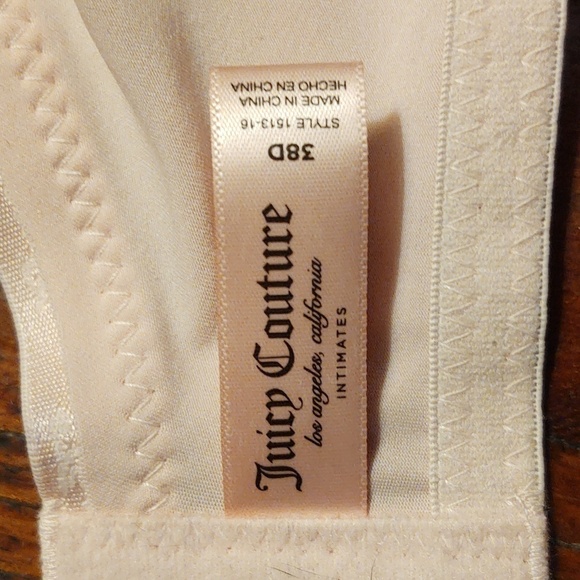 Juicy Couture
los angeles, california
INTIMATES
38D
STYLE 1513-16
MADE IN CHINA
HECHO EN CHINA